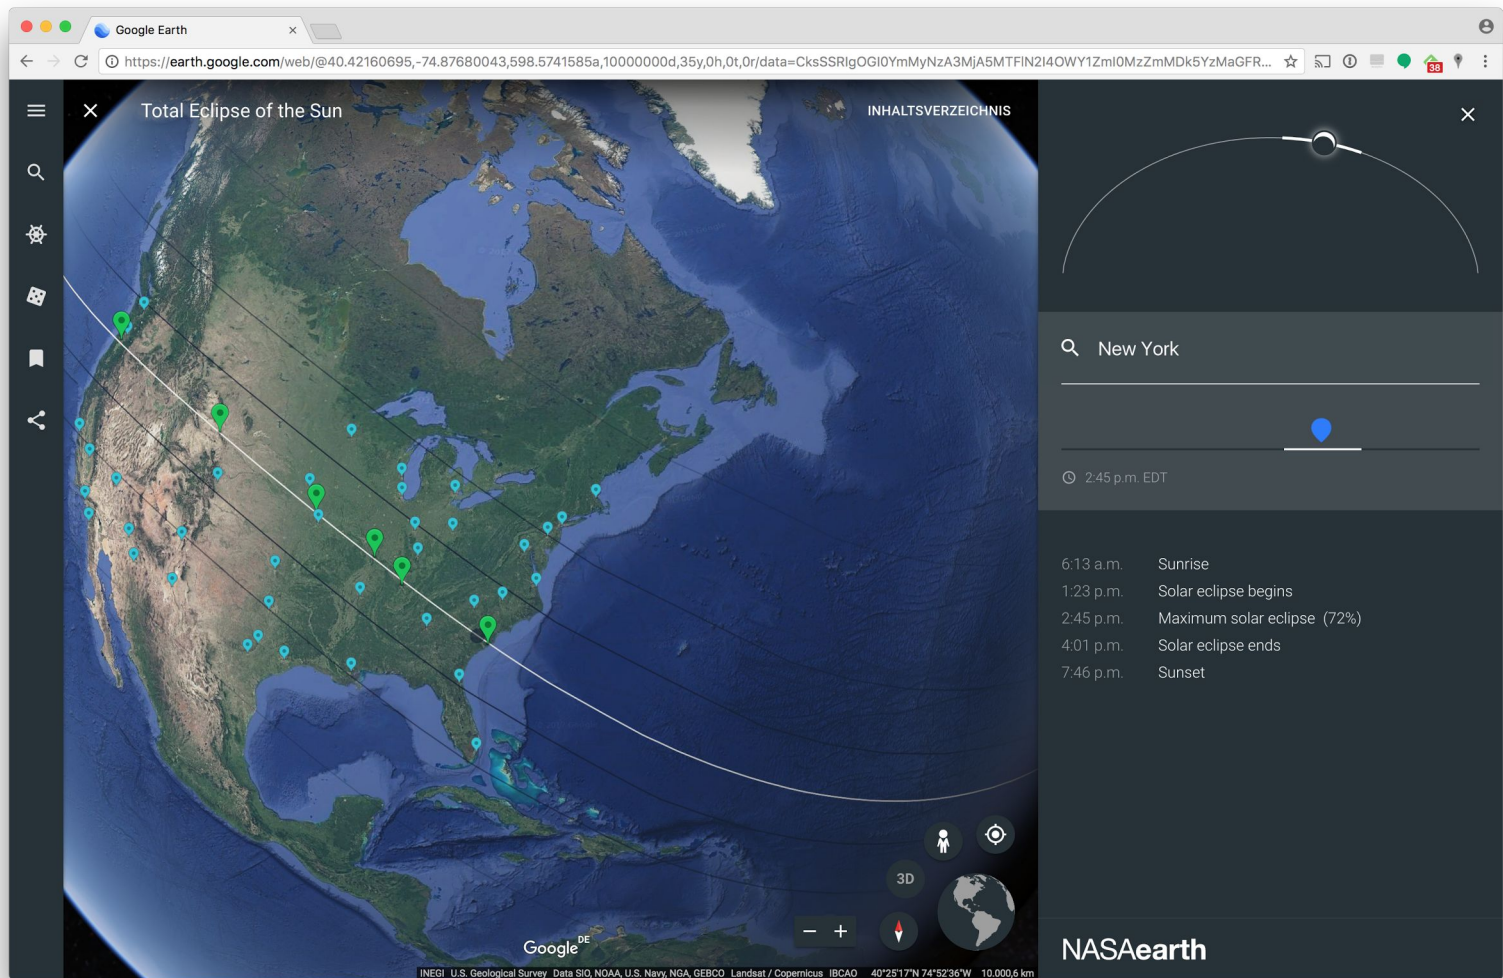 Google Earth
https://earth.google.com/web/@40.42160695,-74.87680043,598.5741585a,10000000d,35y,0h,0t,0r/data=CksSSRIgOGI0YmMyNzA3MjA5MTFlN2I4OWY1ZmI0MzZmMDk5YzMaGFR...
38
Total Eclipse of the Sun
INHALTSVERZEICHNIS
New York
2:45 p.m. EDT
6:13 a.m. Sunrise
1:23 p.m. Solar eclipse begins
2:45 p.m. Maximum solar eclipse (72%)
4:01 p.m. Solar eclipse ends
7:46 p.m. Sunset
3D
Google DE
NASAearth
INEGI U.S. Geological Survey Data SIO, NOAA, U.S. Navy, NGA, GEBCO Landsat / Copernicus IBCAO 40°25'17"N 74°52'36"W 10.000,6 km